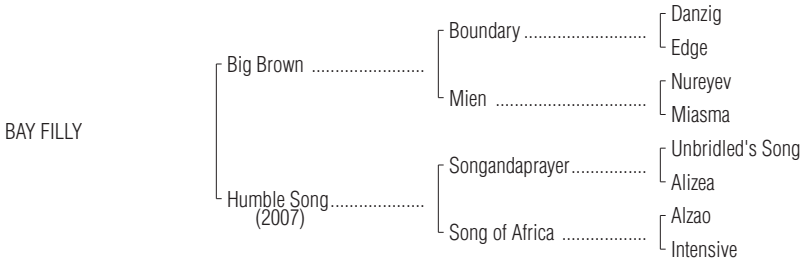 Danzig
Boundary ..........................
Edge
Big Brown ........................
Nureyev
Mien ................................
Miasma
BAY FILLY
Unbridled's Song
Songandaprayer................
Alizea
Humble Song....................
(2007)
Alzao
Song of Africa ..................
Intensive